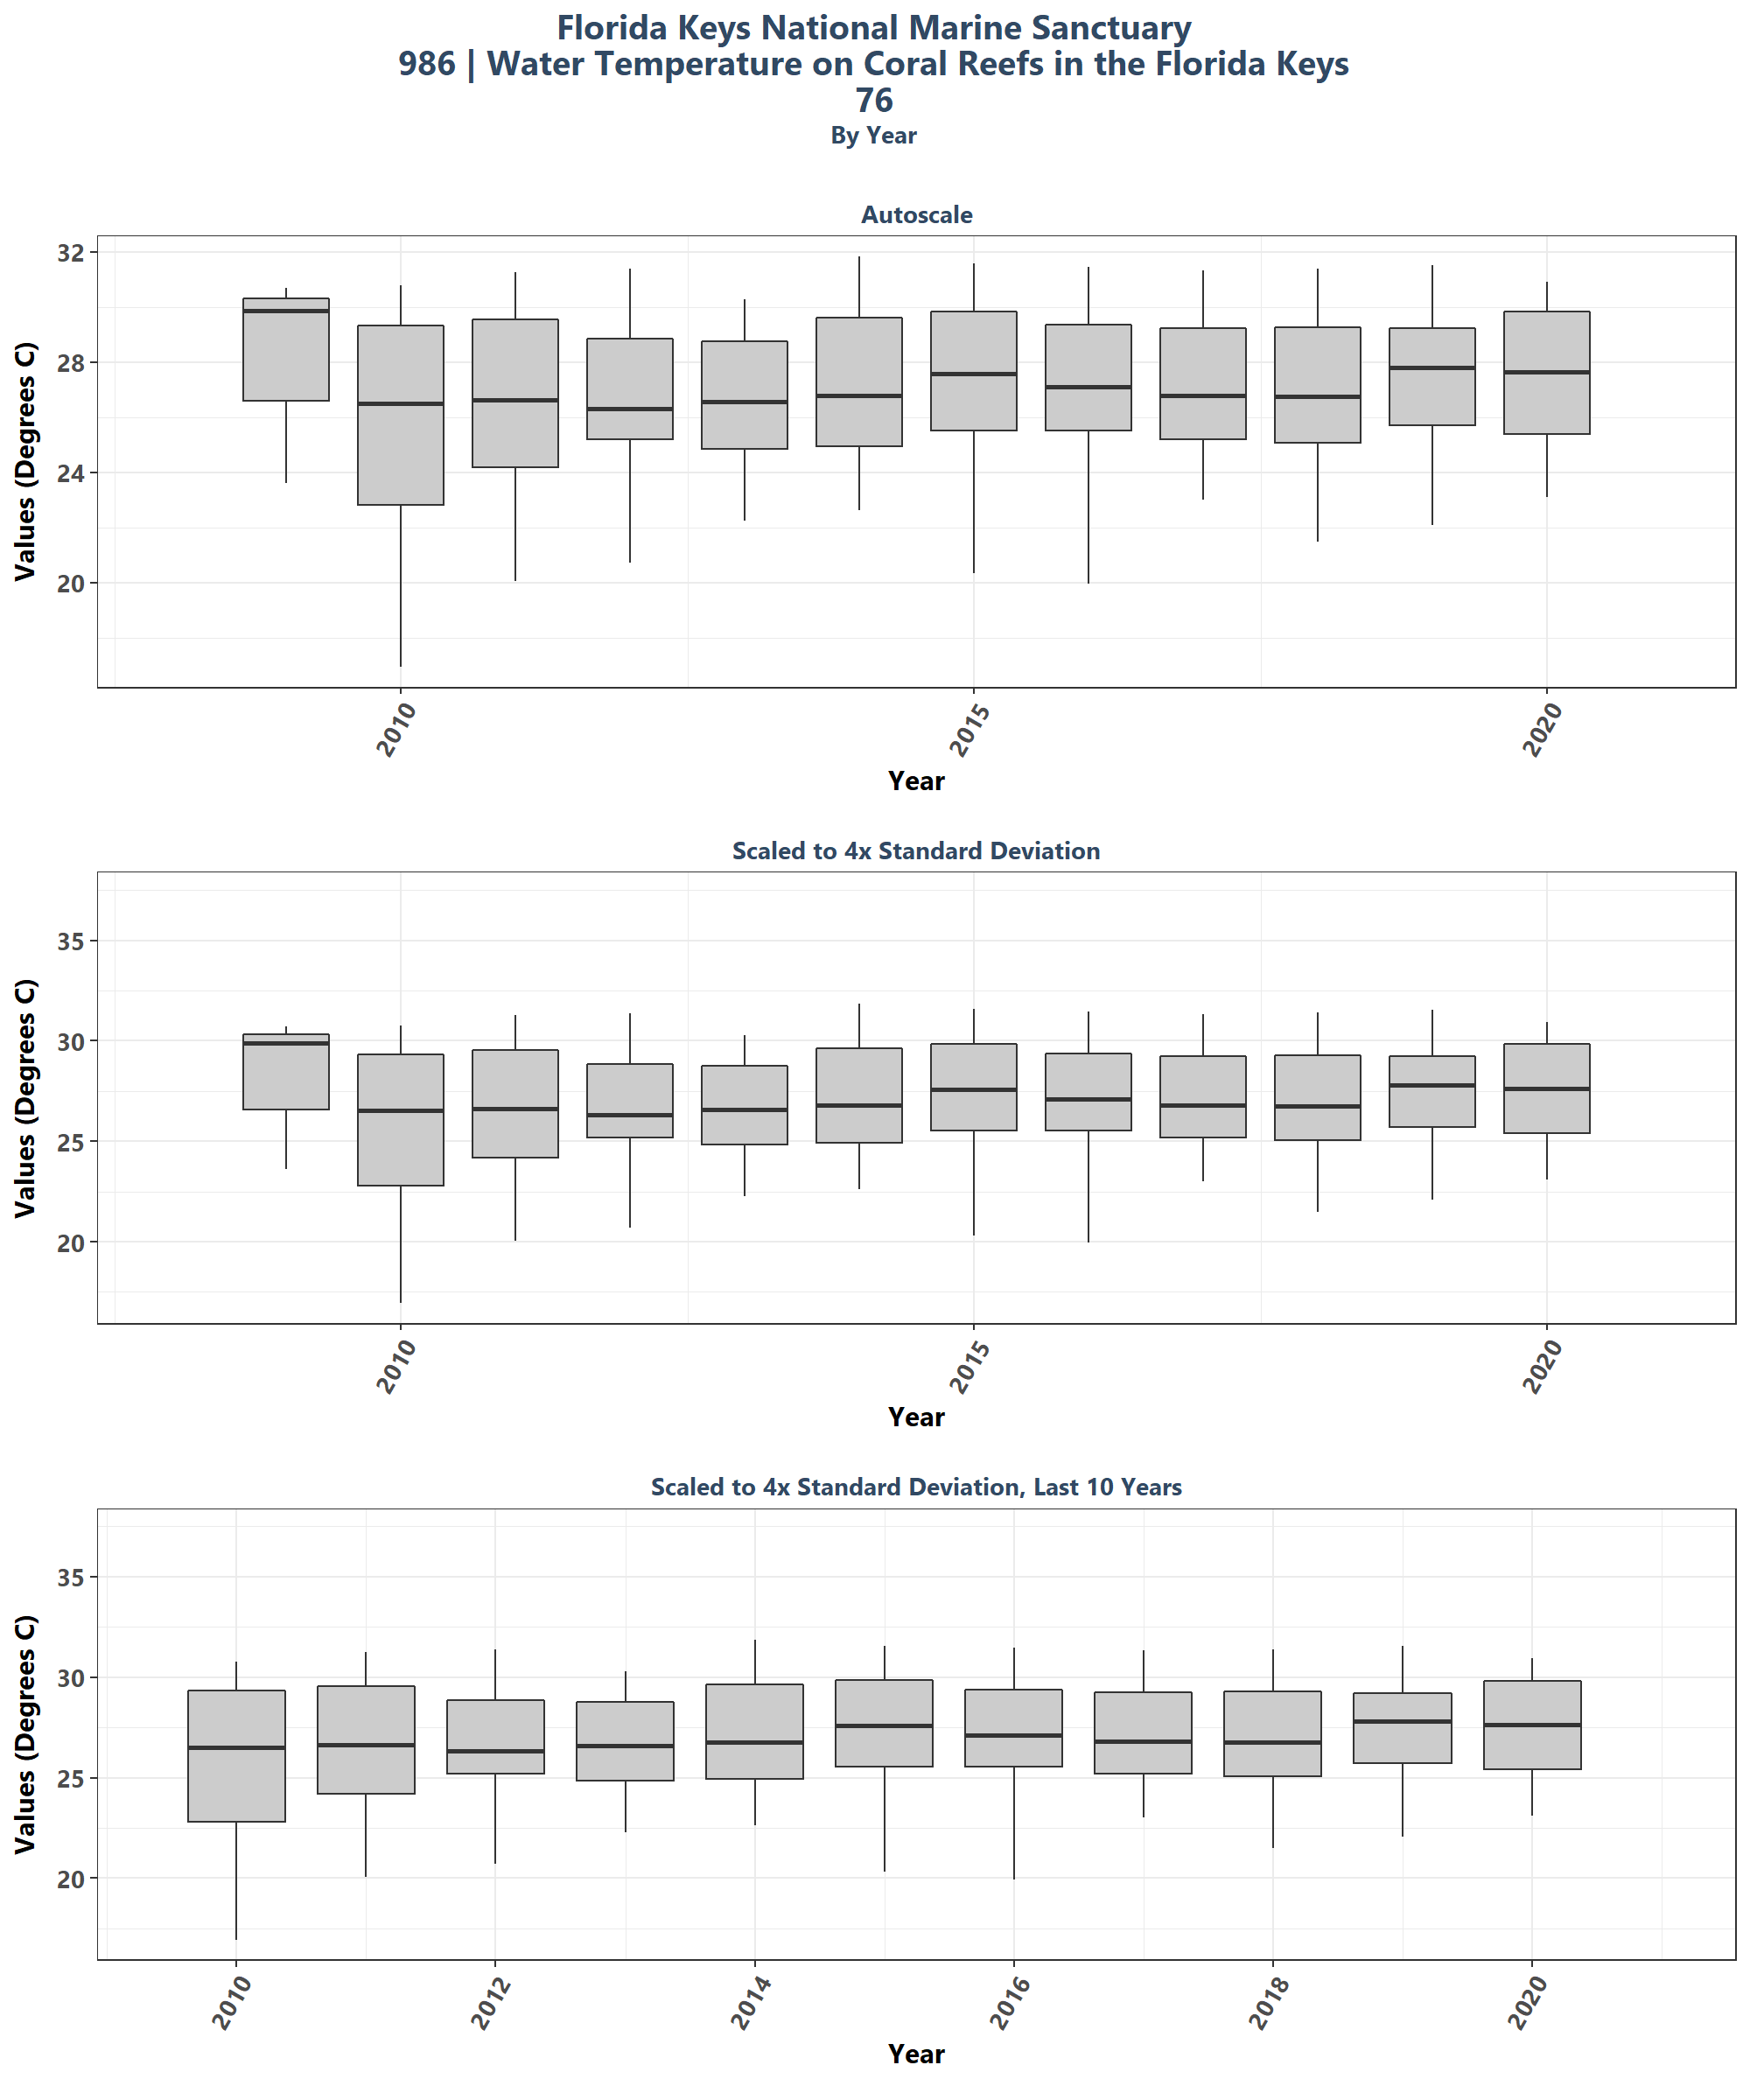 Florida Keys National Marine Sanctuary
986 | Water Temperature on Coral Reefs in the Florida Keys
76
By Year
Autoscale
Values (Degrees C)
32
28
24
20
2010
2015
2020
Year
Scaled to 4x Standard Deviation
Values (Degrees C)
35
30
25
20
2010
2015
2020
Year
Scaled to 4x Standard Deviation, Last 10 Years
Values (Degrees C)
35
30
25
20
2010
2012
2014
2016
2018
2020
Year